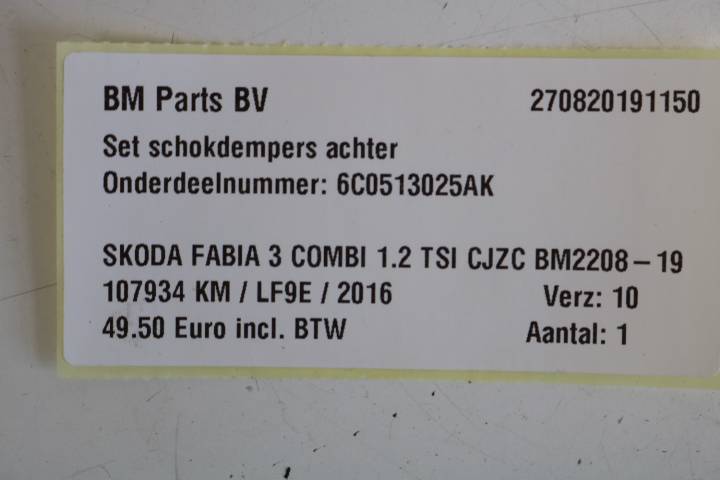 BM Parts BV 270820191150
Set schokdempers achter
Onderdeelnummer: 6C0513025AK
SKODA FABIA 3 COMBI 1.2 TSI CJZC BM2208-19
107934 KM / LF9E / 2016 Verz: 10
49.50 Euro incl. BTW Aantal: 1